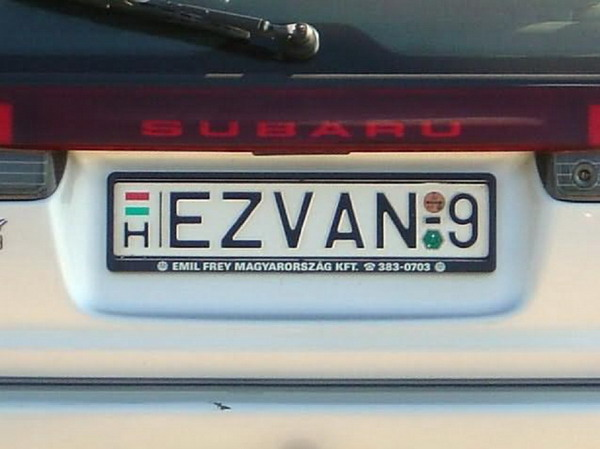 SUBARU
H EZVAN-9
EMIL FREY MAGYARORSZÁG KFT. ☎ 383-0703